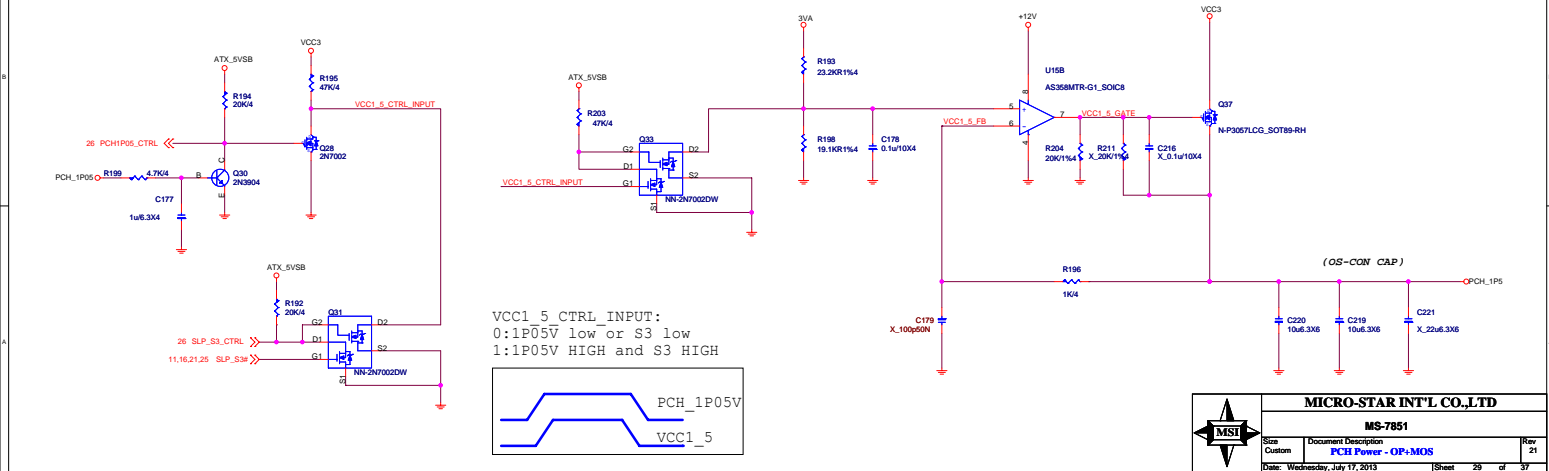 B
A
ATX_5VSB
R194
20K/4
26 PCH1P05_CTRL
PCH_1P05
R199
4.7K/4
B
C
E
Q30
2N3904
C177
1u/6.3X4
VCC3
R195
47K/4
VCC1_5_CTRL_INPUT
Q28
2N7002
ATX_5VSB
R192
20K/4
26 SLP_S3_CTRL
11,16,21,25 SLP_S3#
Q31
G2
D1
G1
S1
D2
S2
NN-2N7002DW
ATX_5VSB
R203
47K/4
VCC1_5_CTRL_INPUT
Q33
G2
D1
G1
S1
D2
S2
NN-2N7002DW
VCC1_5_CTRL_INPUT:
0:1P05V low or S3 low
1:1P05V HIGH and S3 HIGH
PCH_1P05V
VCC1_5
3VA
R193
23.2KR1%4
R198
19.1KR1%4
C178
0.1u/10X4
+12V
U15B
AS358MTR-G1_SOIC8
8
5
+
6
-
7
4
VCC1_5_FB
VCC1_5_GATE
R204
20K/1%4
R211
X_20K/1%4
C216
X_0.1u/10X4
VCC3
Q37
N-P3057LCG_SOT89-RH
R196
1K/4
C179
X_100p50N
(OS-CON CAP)
PCH_1P5
C220
10u6.3X6
C219
10u6.3X6
C221
X_22u6.3X6
MSI
MICRO-STAR INT'L CO.,LTD
MS-7851
Size
Custom
Document Description
PCH Power - OP+MOS
Rev
21
Date: Wednesday, July 17, 2013
Sheet 29 of 37